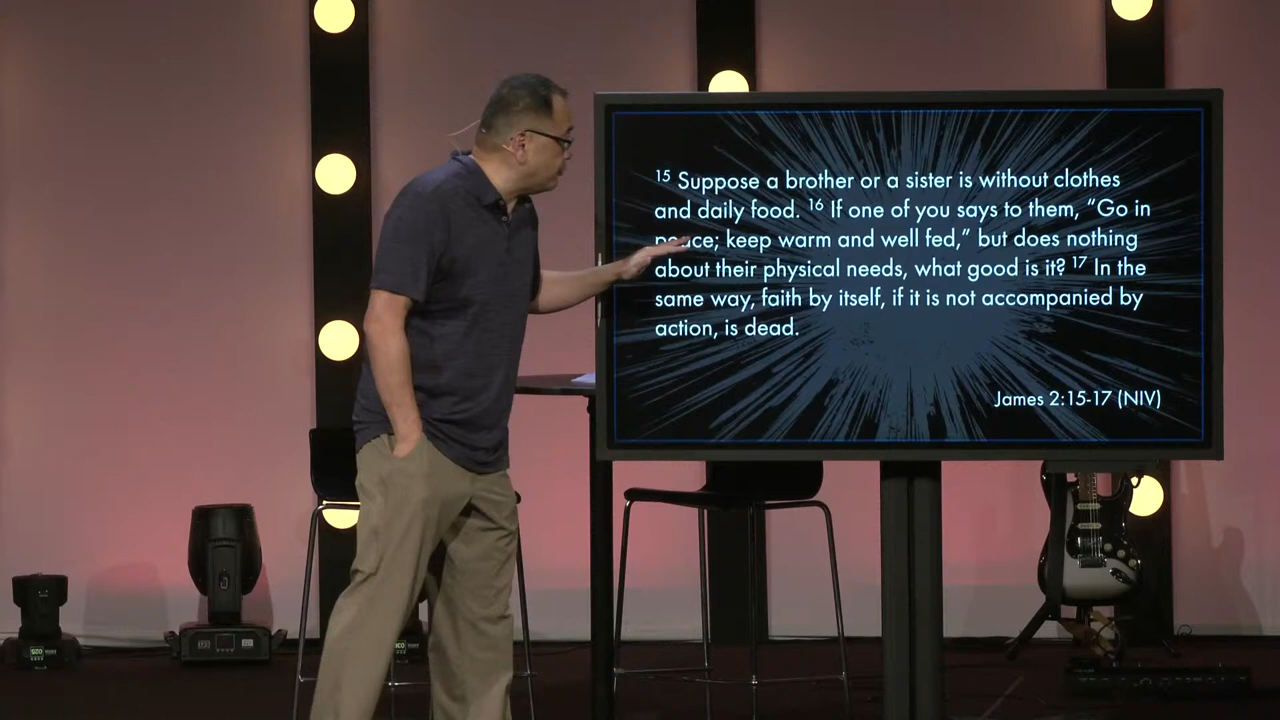 15 Suppose a brother or a sister is without clothes
and daily food. 16 If one of you says to them, “Go in
peace; keep warm and well fed,” but does nothing
about their physical needs, what good is it? 17 In the
same way, faith by itself, if it is not accompanied by
action, is dead.
James 2:15-17 (NIV)